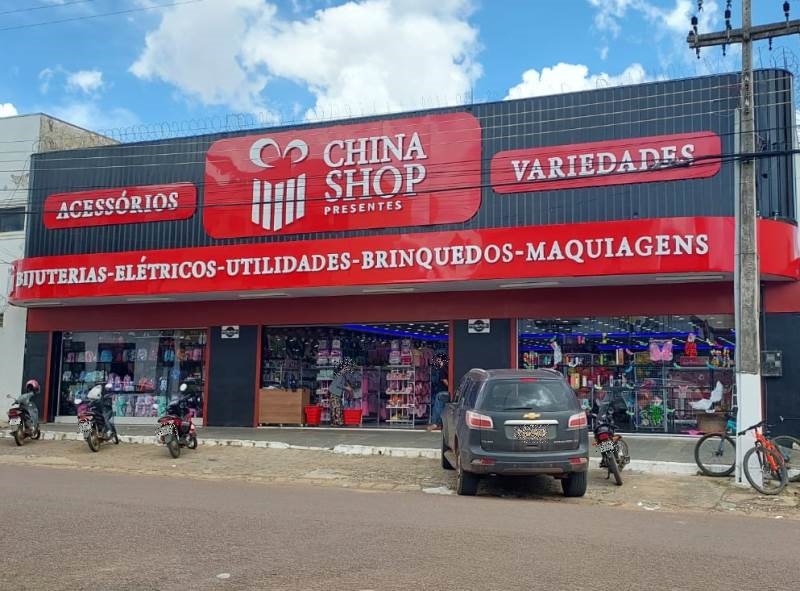 ACESSÓRIOS
CHINA
SHOP
PRESENTES
VARIEDADES
BIJUTERIAS-ELÉTRICOS-UTILIDADES-BRINQUEDOS-MAQUIAGENS